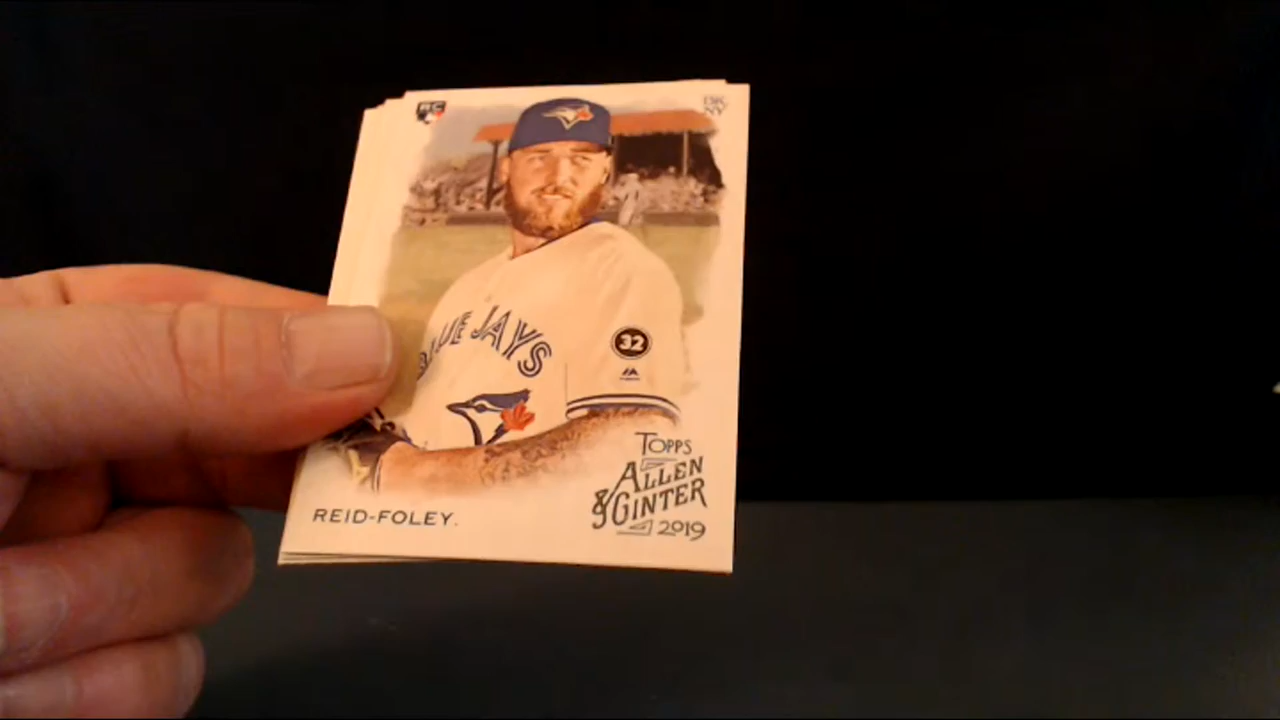 RC
BLUE JAYS
32
TOPPS
ALLEN
& GINTER
2019
REID-FOLEY.